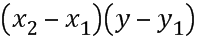 (x₂ − x₁)(y − y₁)